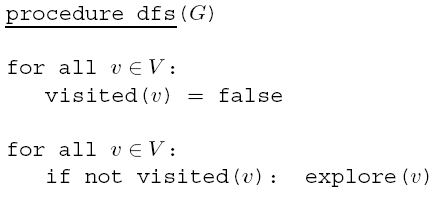 procedure dfs(G)
for all v ∈ V:
visited(v) = false
for all v ∈ V:
if not visited(v): explore(v)